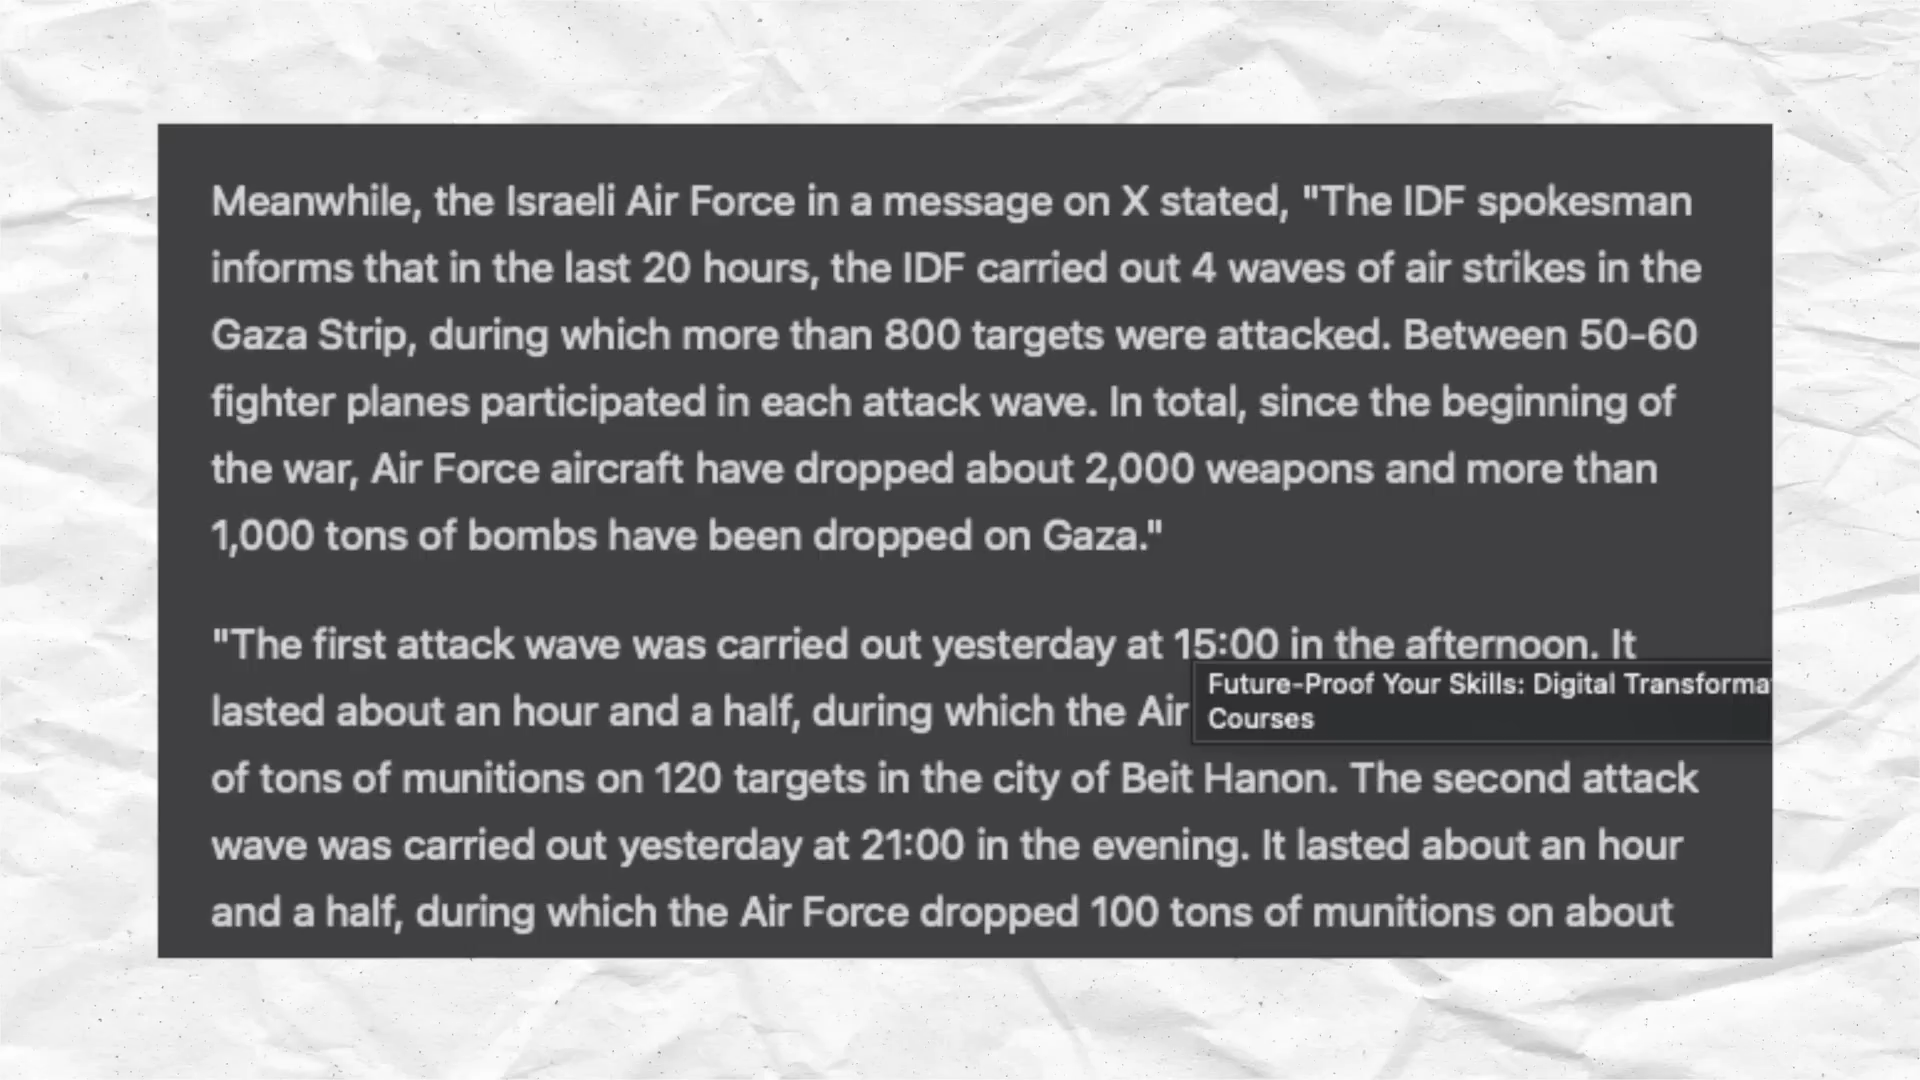 Meanwhile, the Israeli Air Force in a message on X stated, "The IDF spokesman
informs that in the last 20 hours, the IDF carried out 4 waves of air strikes in the
Gaza Strip, during which more than 800 targets were attacked. Between 50-60
fighter planes participated in each attack wave. In total, since the beginning of
the war, Air Force aircraft have dropped about 2,000 weapons and more than
1,000 tons of bombs have been dropped on Gaza."
"The first attack wave was carried out yesterday at 15:00 in the afternoon. It
lasted about an hour and a half, during which the Air
Future-Proof Your Skills: Digital Transforma
Courses
of tons of munitions on 120 targets in the city of Beit Hanon. The second attack
wave was carried out yesterday at 21:00 in the evening. It lasted about an hour
and a half, during which the Air Force dropped 100 tons of munitions on about